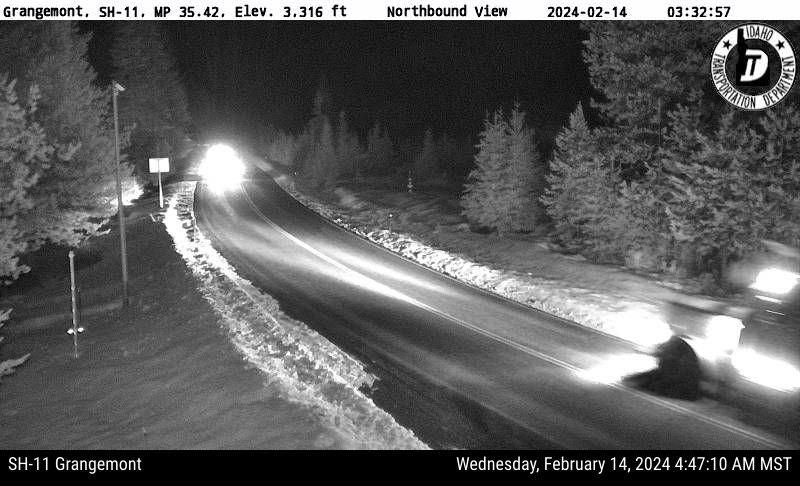 Grangemont, SH-11, MP 35.42, Elev. 3,316 ft Northbound View 2024-02-14 03:32:57
IDAHO
TRANSPORTATION DEPARTMENT
SH-11 Grangemont Wednesday, February 14, 2024 4:47:10 AM MST